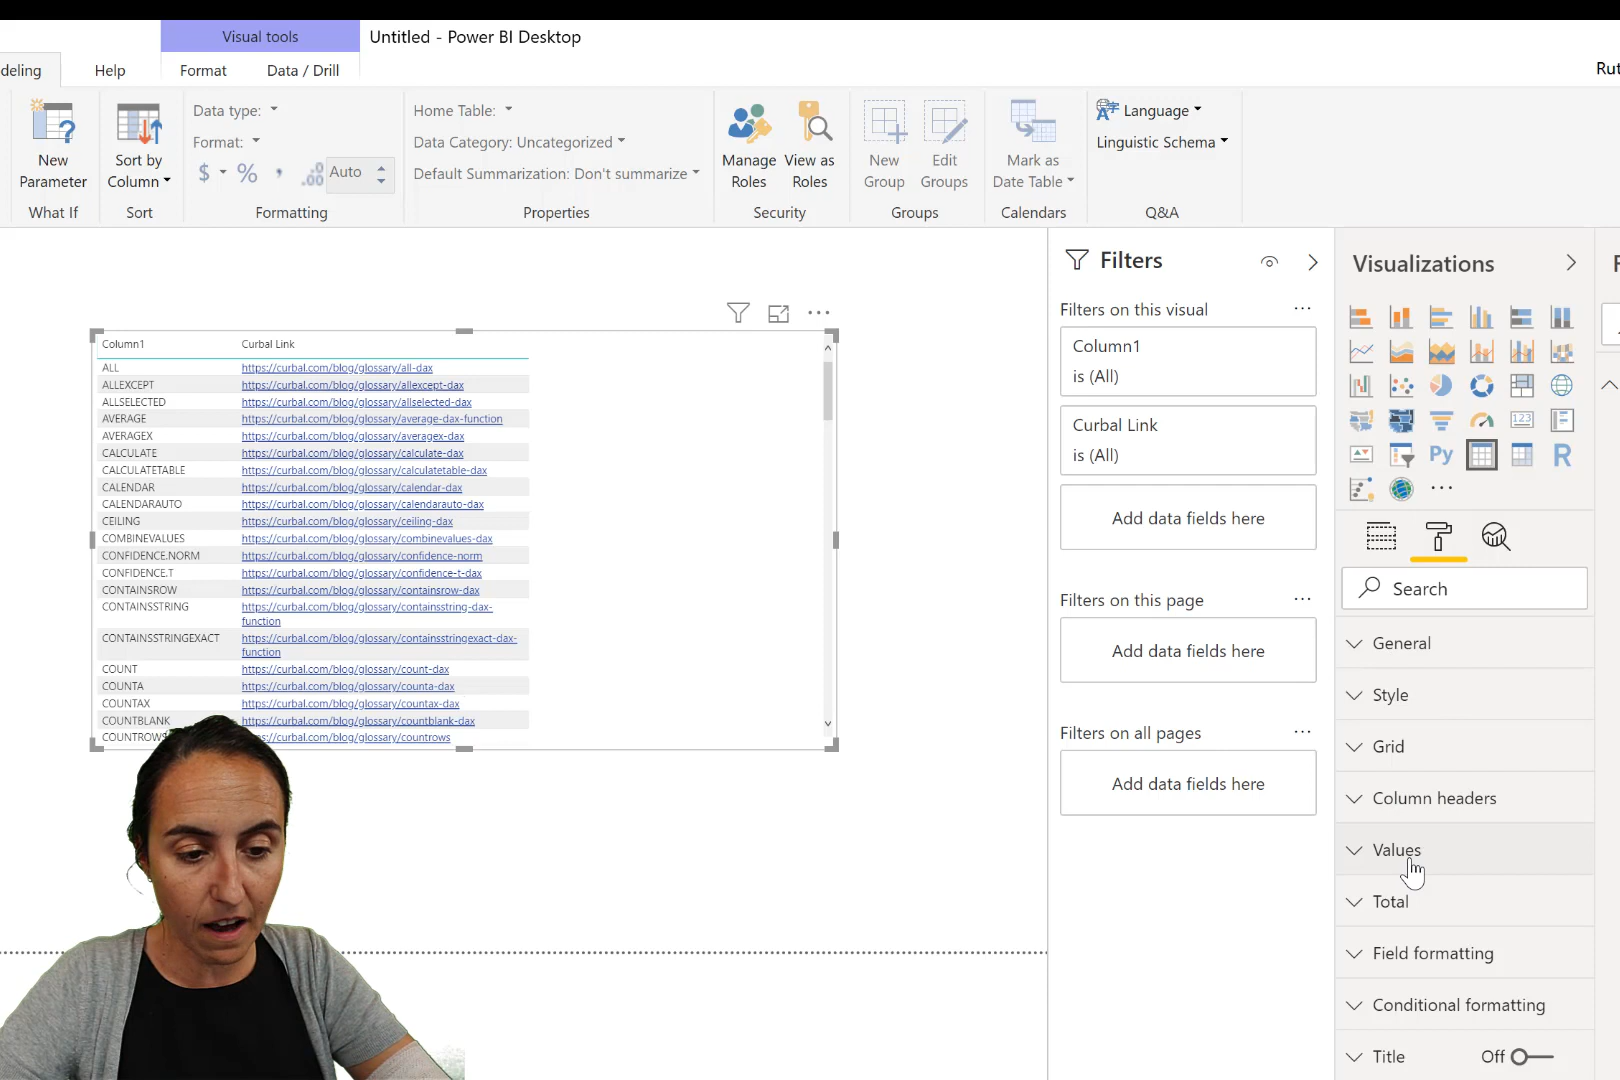 Visual tools
Untitled - Power BI Desktop
deling
Help
Format
Data / Drill
Rut
New Parameter
What If
Sort by Column
Sort
Data type:
Format:
$ % , .00 Auto
Formatting
Home Table:
Data Category: Uncategorized
Default Summarization: Don't summarize
Properties
Manage Roles
View as Roles
Security
New Group
Edit Groups
Groups
Mark as Date Table
Calendars
Language
Linguistic Schema
Q&A
Column1 Curbal Link
ALL https://curbal.com/blog/glossary/all-dax
ALLEXCEPT https://curbal.com/blog/glossary/allexcept-dax
ALLSELECTED https://curbal.com/blog/glossary/allselected-dax
AVERAGE https://curbal.com/blog/glossary/average-dax-function
AVERAGEX https://curbal.com/blog/glossary/averagex-dax
CALCULATE https://curbal.com/blog/glossary/calculate-dax
CALCULATETABLE https://curbal.com/blog/glossary/calculatetable-dax
CALENDAR https://curbal.com/blog/glossary/calendar-dax
CALENDARAUTO https://curbal.com/blog/glossary/calendarauto-dax
CEILING https://curbal.com/blog/glossary/ceiling-dax
COMBINEVALUES https://curbal.com/blog/glossary/combinevalues-dax
CONFIDENCE.NORM https://curbal.com/blog/glossary/confidence-norm
CONFIDENCE.T https://curbal.com/blog/glossary/confidence-t-dax
CONTAINSROW https://curbal.com/blog/glossary/containsrow-dax
CONTAINSSTRING https://curbal.com/blog/glossary/containsstring-dax-
function
CONTAINSSTRINGEXACT https://curbal.com/blog/glossary/containsstringexact-dax-
function
COUNT https://curbal.com/blog/glossary/count-dax
COUNTA https://curbal.com/blog/glossary/counta-dax
COUNTAX https://curbal.com/blog/glossary/countax-dax
COUNTBLANK https://curbal.com/blog/glossary/countblank-dax
COUNTROWS ://curbal.com/blog/glossary/countrows
Filters
Filters on this visual
...
Column1
is (All)
Curbal Link
is (All)
Add data fields here
Filters on this page
...
Add data fields here
Filters on all pages
...
Add data fields here
Visualizations
F
123
Py
R
...
Search
General
Style
Grid
Column headers
Values
Total
Field formatting
Conditional formatting
Title Off